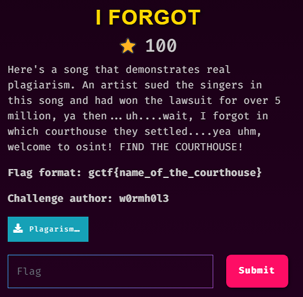 I FORGOT
100
Here's a song that demonstrates real
plagiarism. An artist sued the singers in
this song and had won the lawsuit for over 5
million, ya then...uh....wait, I forgot in
which courthouse they settled....yea uhm,
welcome to osint! FIND THE COURTHOUSE!
Flag format: gctf{name_of_the_courthouse}
Challenge author: w0rmh0l3
Plagarism…
Flag
Submit